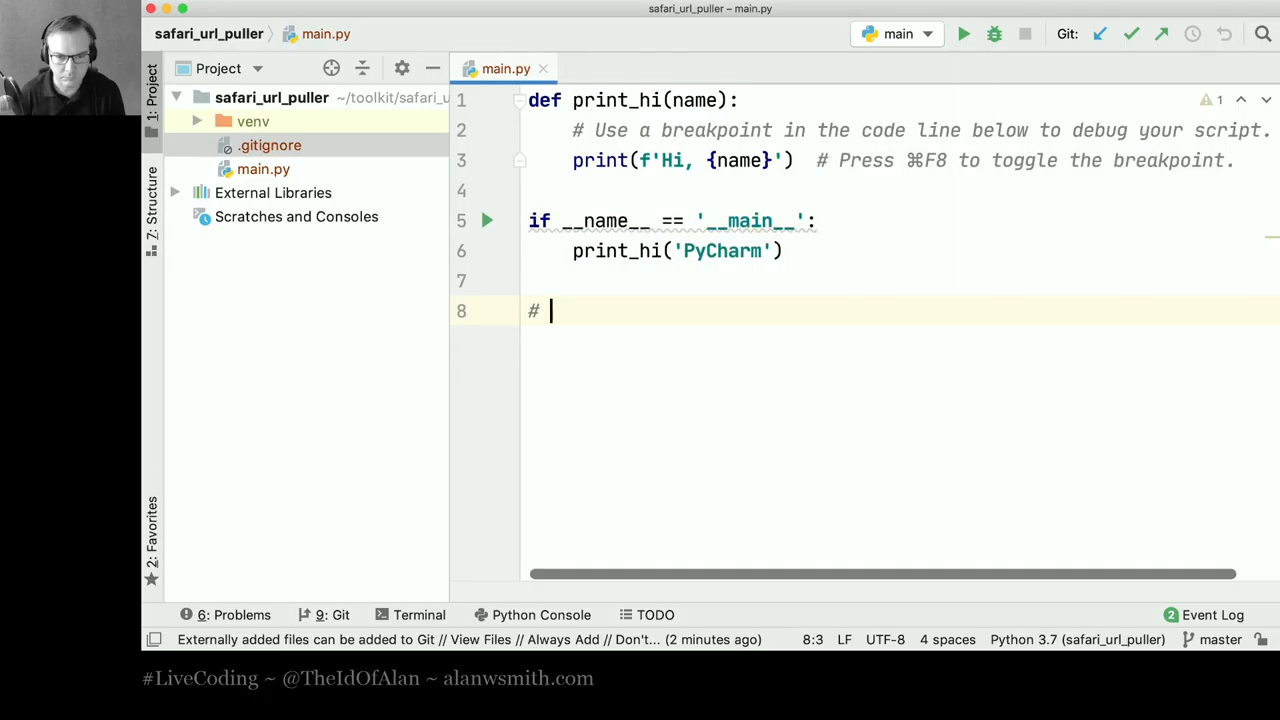 safari_url_puller – main.py
safari_url_puller
main.py
main
Git:
1: Project
Project
main.py
safari_url_puller ~/toolkit/safari_u
venv
.gitignore
main.py
External Libraries
Scratches and Consoles
7: Structure
2: Favorites
1 def print_hi(name):
2 # Use a breakpoint in the code line below to debug your script.
3 print(f'Hi, {name}') # Press ⌘F8 to toggle the breakpoint.
4
5 if __name__ == '__main__':
6 print_hi('PyCharm')
7
8 #
1
6: Problems
9: Git
Terminal
Python Console
TODO
2 Event Log
Externally added files can be added to Git // View Files // Always Add // Don't... (2 minutes ago)
8:3 LF UTF-8 4 spaces Python 3.7 (safari_url_puller) master
#LiveCoding ~ @TheIdOfAlan ~ alanwsmith.com